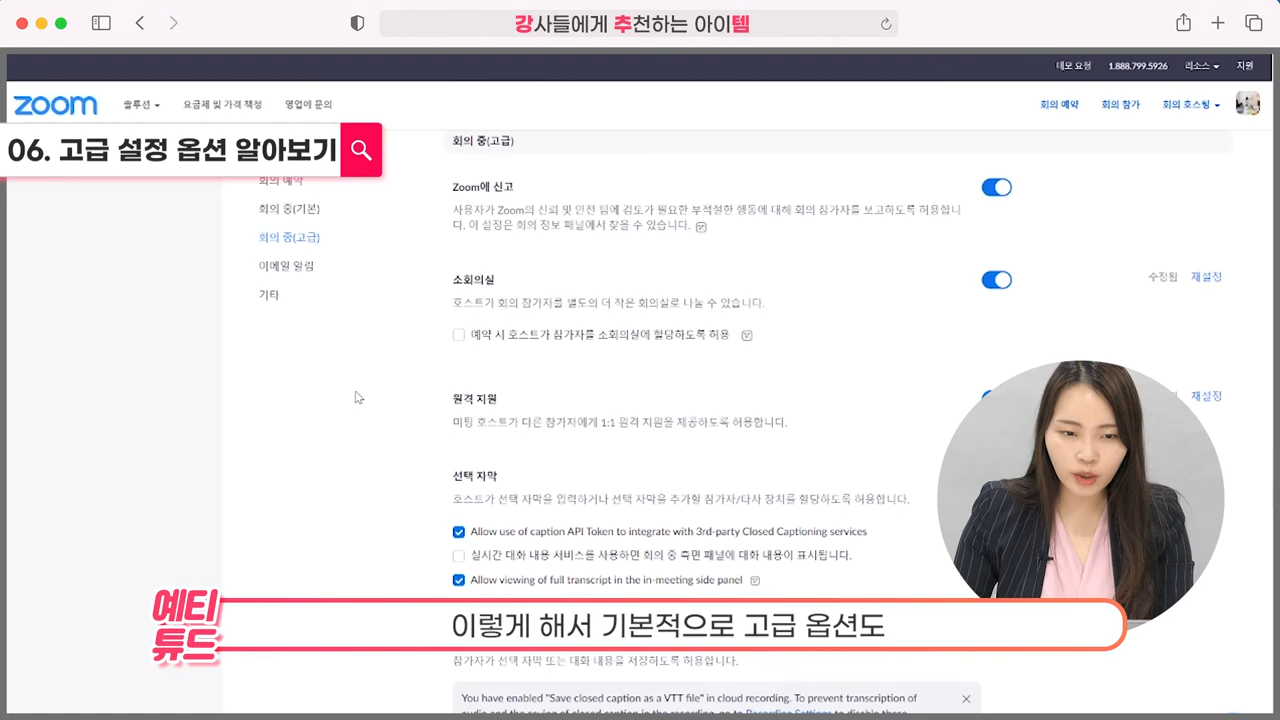 강사들에게 추천하는 아이템
데모 요청 1.888.799.5926 리소스 지원
zoom 솔루션 요금제 및 가격 책정 영업에 문의 회의 예약 회의 참가 회의 호스팅
06. 고급 설정 옵션 알아보기
회의 예약
회의 중(기본)
회의 중(고급)
이메일 알림
기타
회의 중(고급)
Zoom에 신고
사용자가 Zoom의 신뢰 및 안전 팀에 검토가 필요한 부적절한 행동에 대해 회의 참가자를 보고하도록 허용합니
다. 이 설정은 회의 정보 패널에서 찾을 수 있습니다.
소회의실 수정됨 재설정
호스트가 회의 참가자를 별도의 더 작은 회의실로 나눌 수 있습니다.
예약 시 호스트가 참가자를 소회의실에 할당하도록 허용
원격 지원 재설정
미팅 호스트가 다른 참가자에게 1:1 원격 지원을 제공하도록 허용합니다.
선택 자막
호스트가 선택 자막을 입력하거나 선택 자막을 추가할 참가자/타사 장치를 할당하도록 허용합니다.
Allow use of caption API Token to integrate with 3rd-party Closed Captioning services
실시간 대화 내용 서비스를 사용하면 회의 중 측면 패널에 대화 내용이 표시됩니다.
Allow viewing of full transcript in the in-meeting side panel
예티
튜드
이렇게 해서 기본적으로 고급 옵션도
참가자가 선택 자막 또는 대화 내용을 저장하도록 허용합니다.
You have enabled "Save closed caption as a VTT file" in cloud recording. To prevent transcription of
audio and the saving of closed caption in the recording, go to Recording Settings to disable these